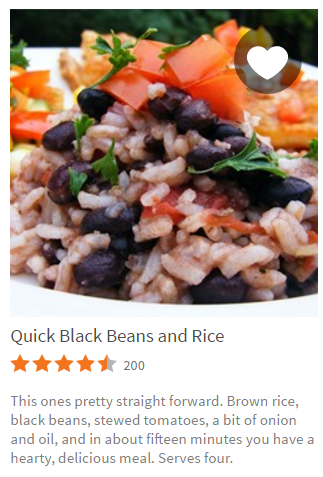 Quick Black Beans and Rice
200
This ones pretty straight forward. Brown rice,
black beans, stewed tomatoes, a bit of onion
and oil, and in about fifteen minutes you have a
hearty, delicious meal. Serves four.